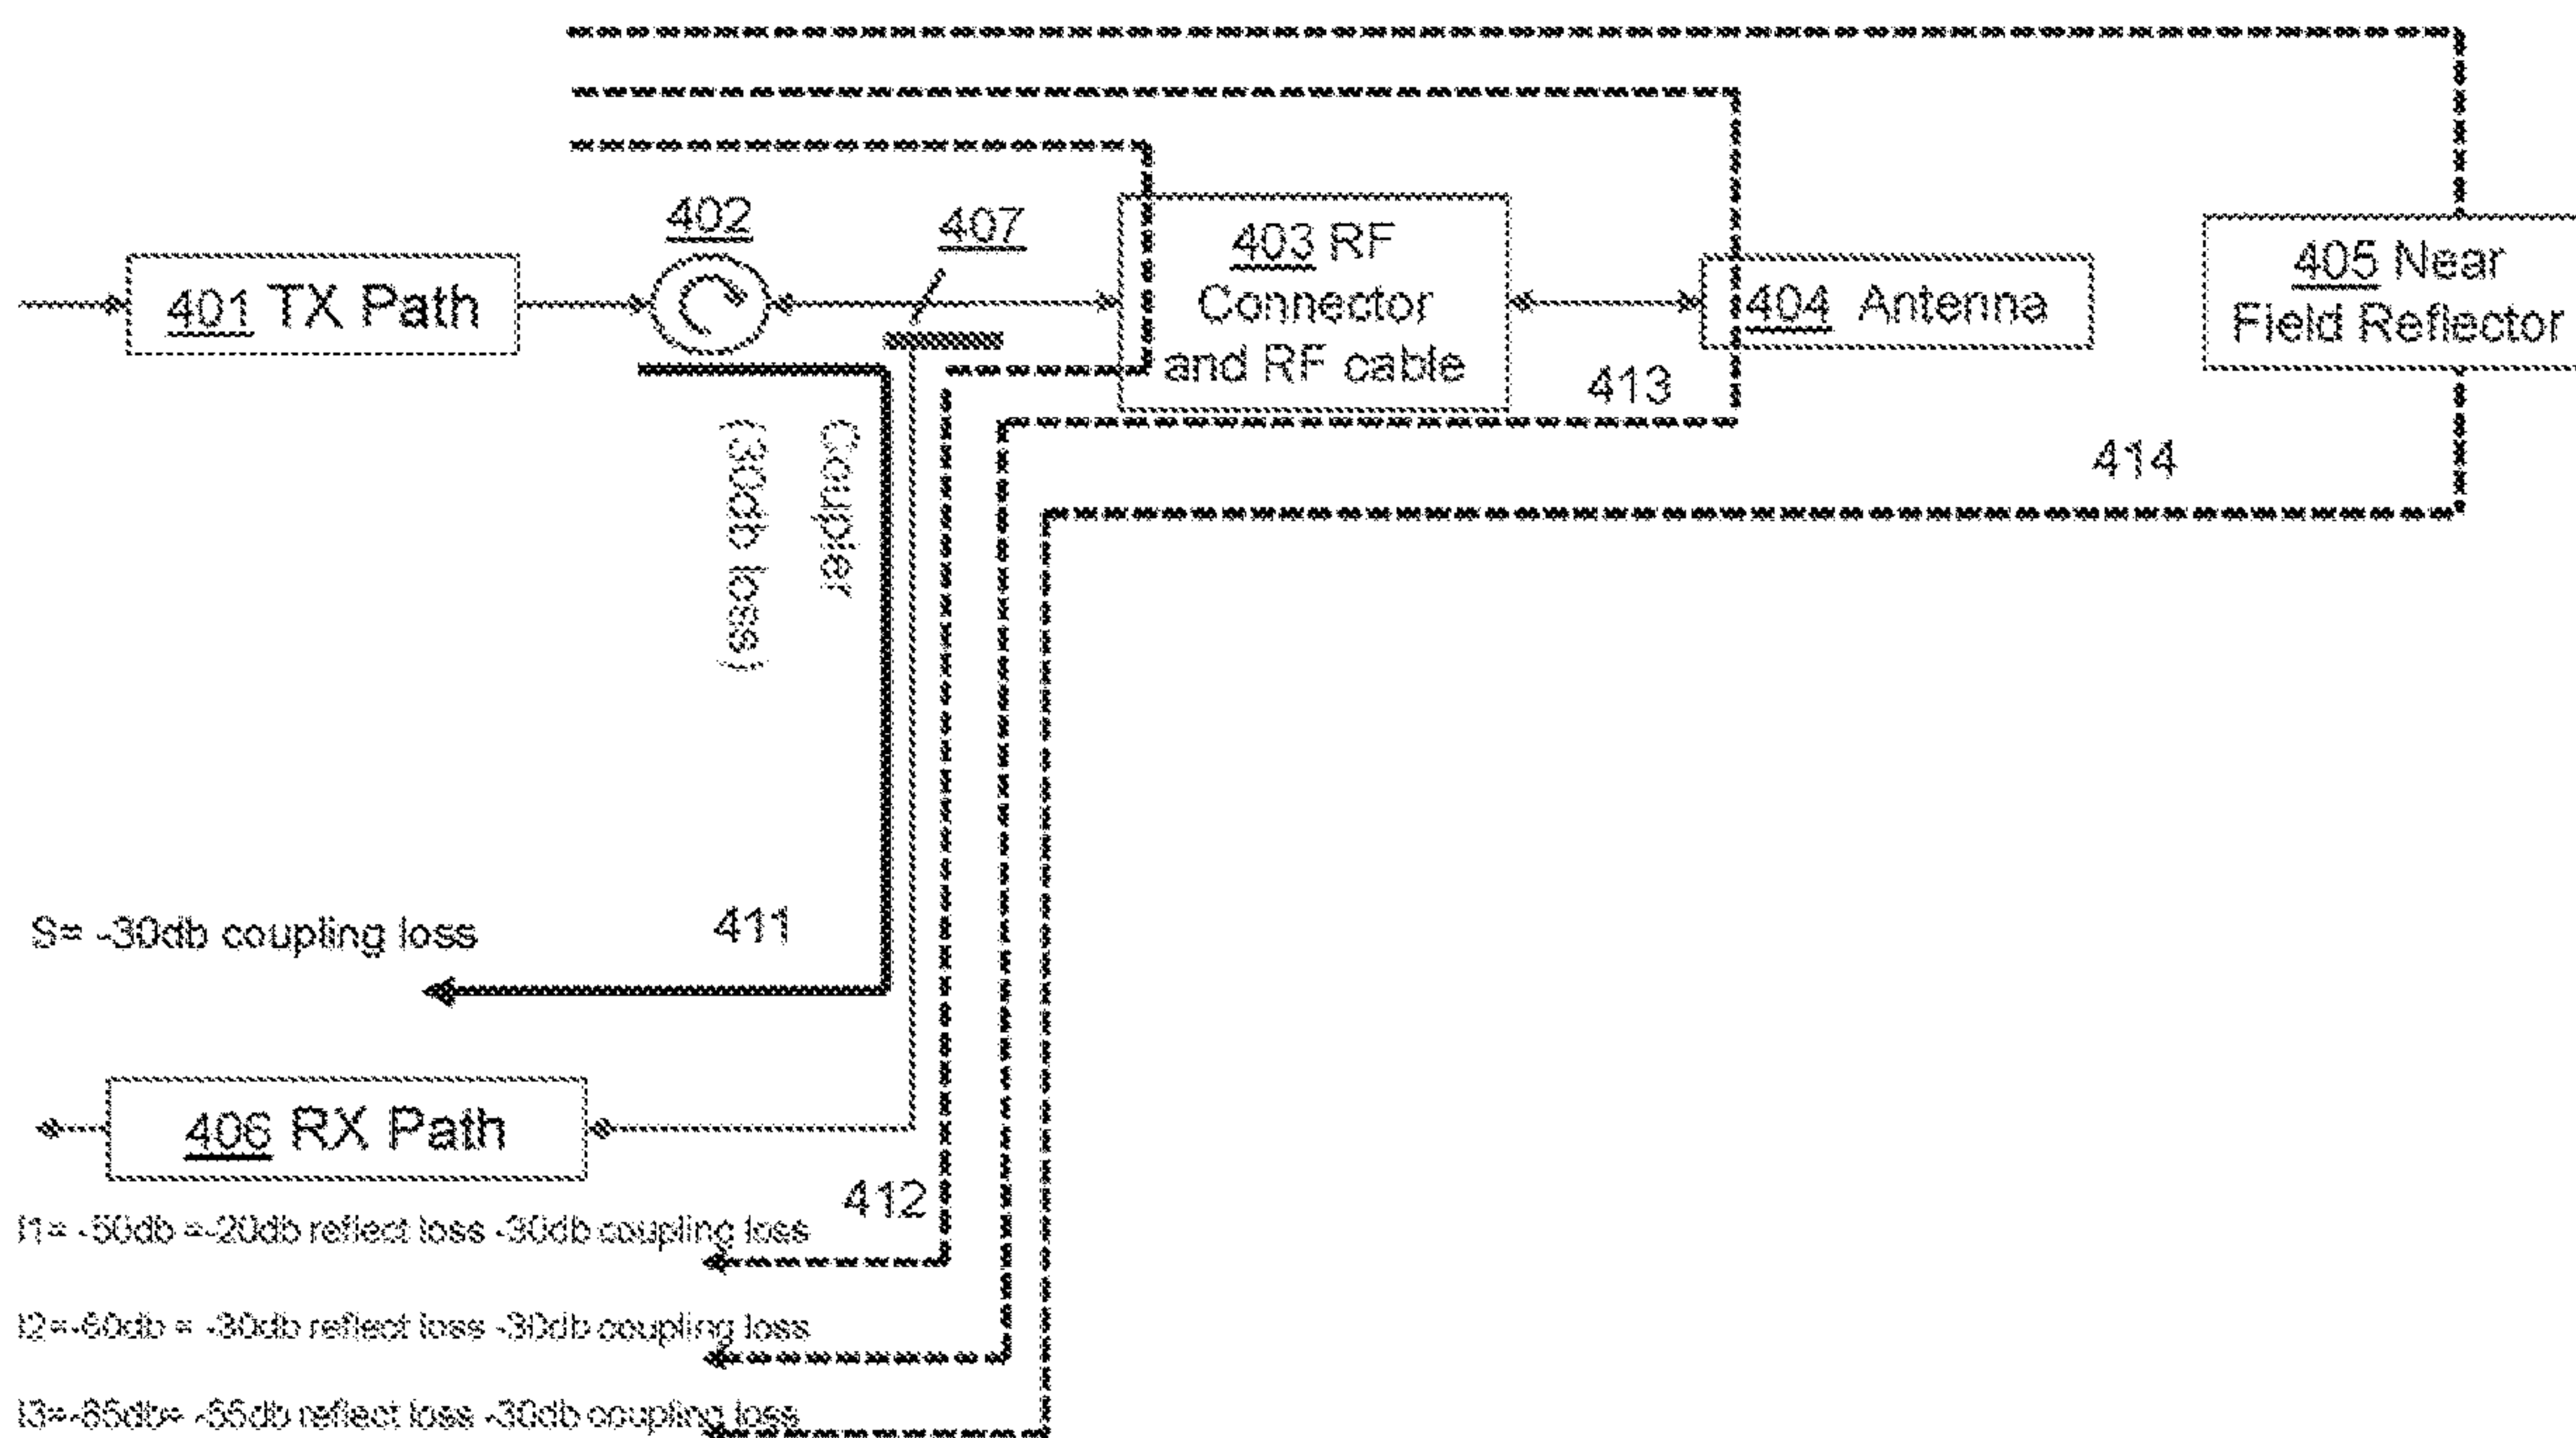 402
407
401 TX Path
403 RF
Connector
and RF cable
404 Antenna
405 Near
Field Reflector
413
414
Coupler
(30db loss)
S= -30db coupling loss
411
406 RX Path
412
I1= -50db =-20db reflect loss -30db coupling loss
I2=-60db = -30db reflect loss -30db coupling loss
I3=-85db= -55db reflect loss -30db coupling loss